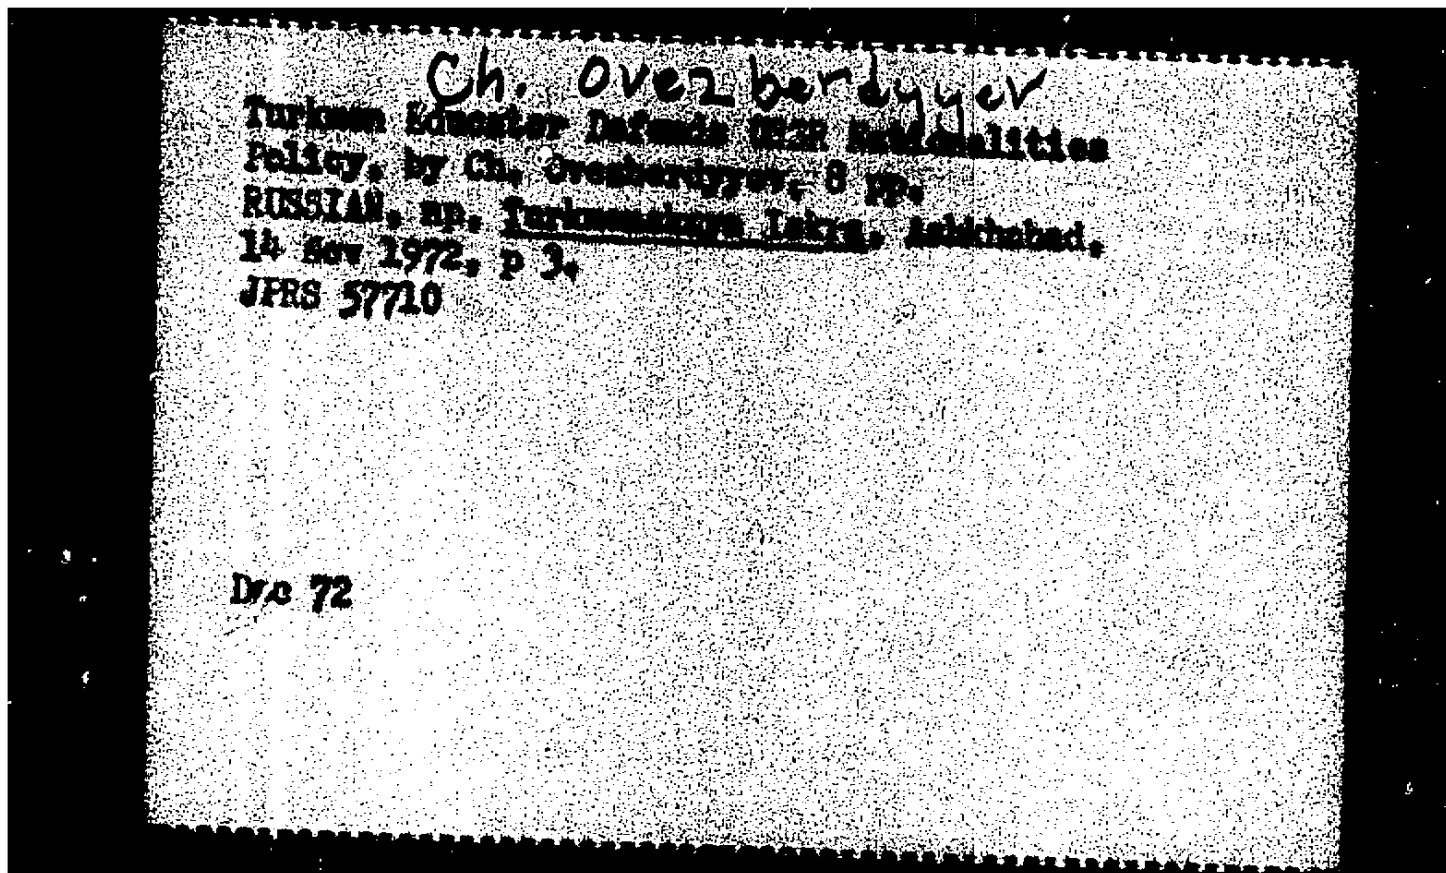 Ch. Ovezberdyyev
Turkmen Educator Defends USSR Nationalities
Policy, by Ch. Ovezberdyyev, 8 pp.
RUSSIAN, np, Turkmenskaya Iskra, Ashkhabad,
14 Nov 1972, p 3.
JPRS 57710
Dec 72